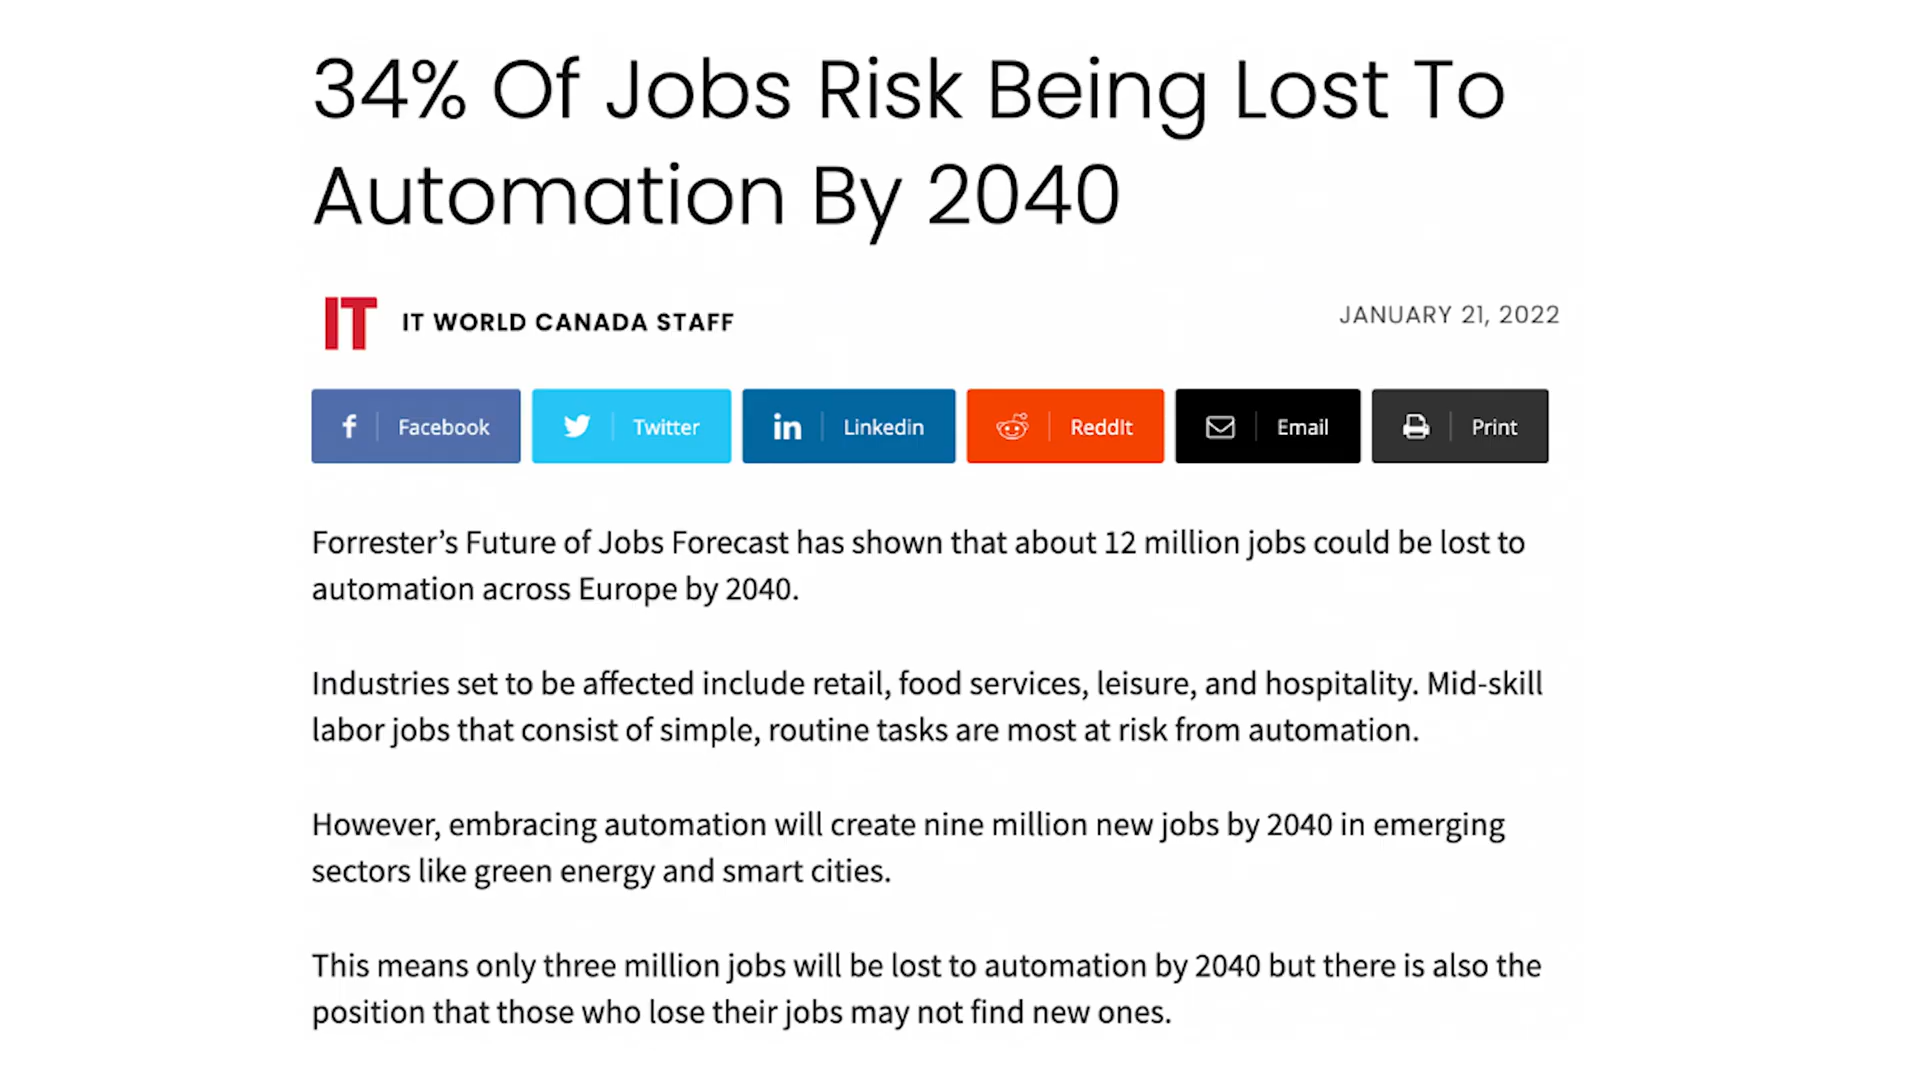 34% Of Jobs Risk Being Lost To
Automation By 2040
IT IT WORLD CANADA STAFF
JANUARY 21, 2022
f Facebook
Twitter
in Linkedin
ReddIt
Email
Print
Forrester’s Future of Jobs Forecast has shown that about 12 million jobs could be lost to
automation across Europe by 2040.
Industries set to be affected include retail, food services, leisure, and hospitality. Mid-skill
labor jobs that consist of simple, routine tasks are most at risk from automation.
However, embracing automation will create nine million new jobs by 2040 in emerging
sectors like green energy and smart cities.
This means only three million jobs will be lost to automation by 2040 but there is also the
position that those who lose their jobs may not find new ones.